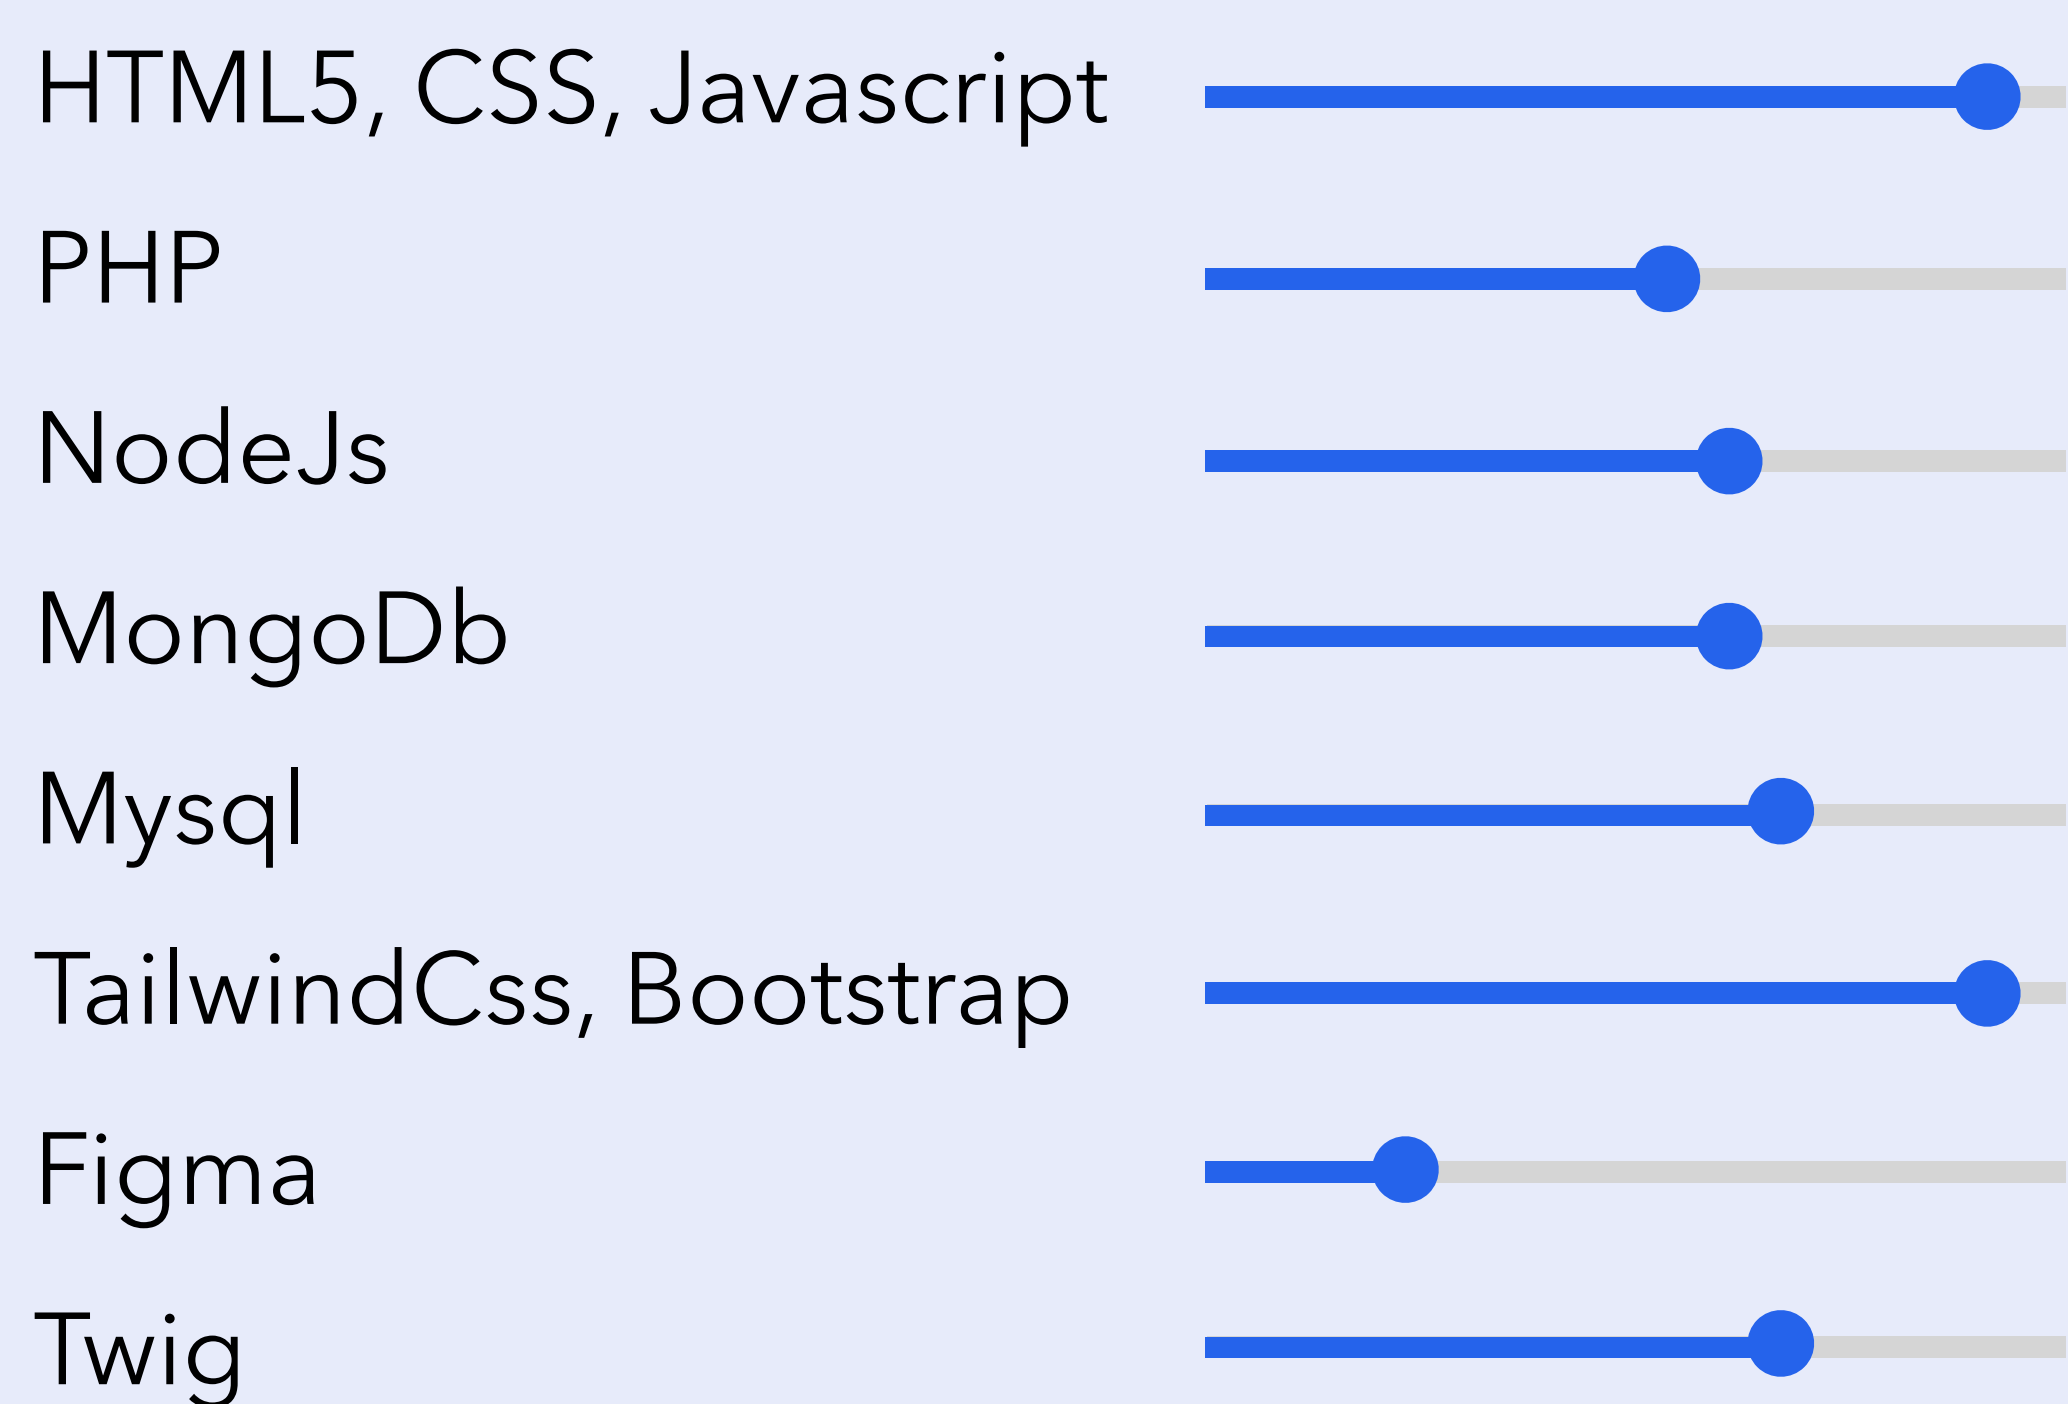 HTML5, CSS, Javascript
PHP
NodeJs
MongoDb
Mysql
TailwindCss, Bootstrap
Figma
Twig